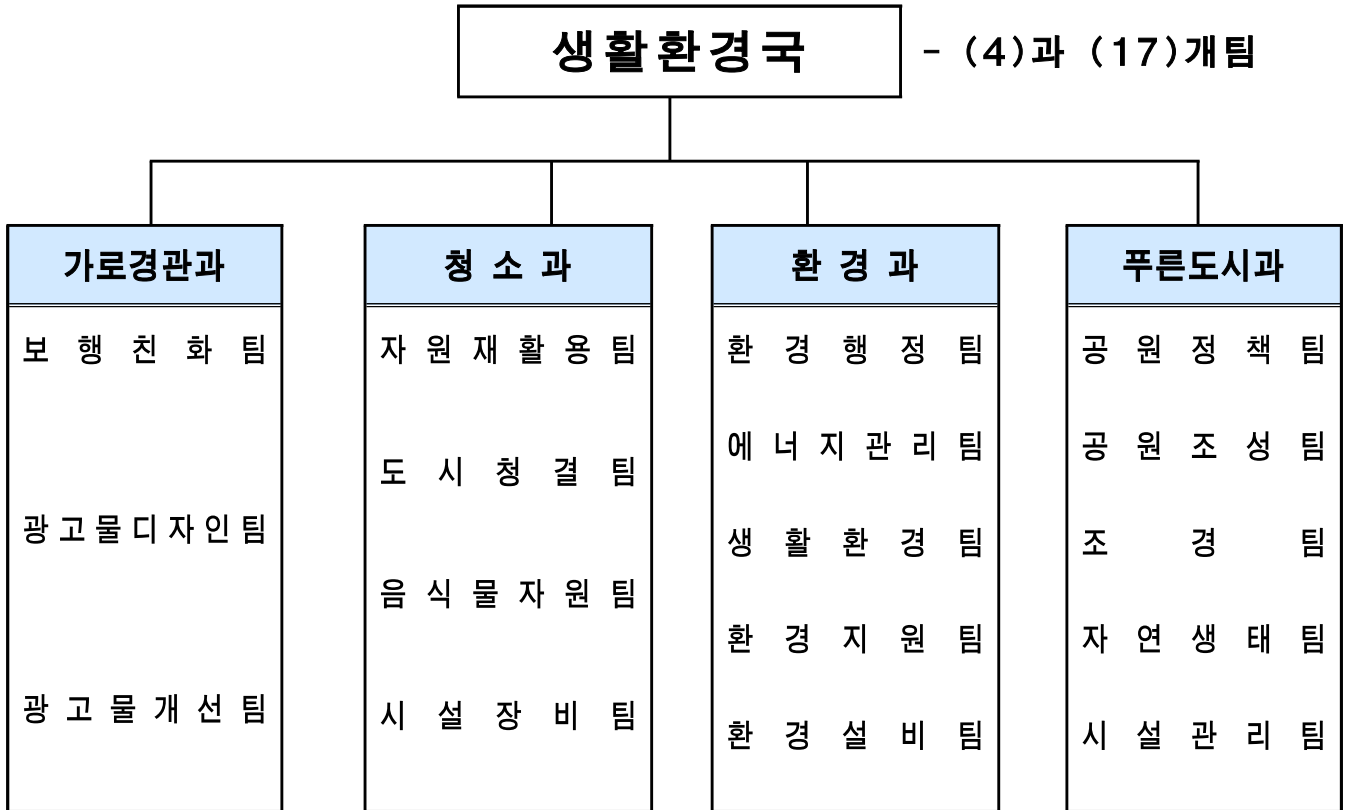 생활환경국
- (4)과 (17)개팀
가로경관과
보행친화팀
광고물디자인팀
광고물개선팀
청소과
자원재활용팀
도시청결팀
음식물자원팀
시설장비팀
환경과
환경행정팀
에너지관리팀
생활환경팀
환경지원팀
환경설비팀
푸른도시과
공원정책팀
공원조성팀
조경팀
자연생태팀
시설관리팀